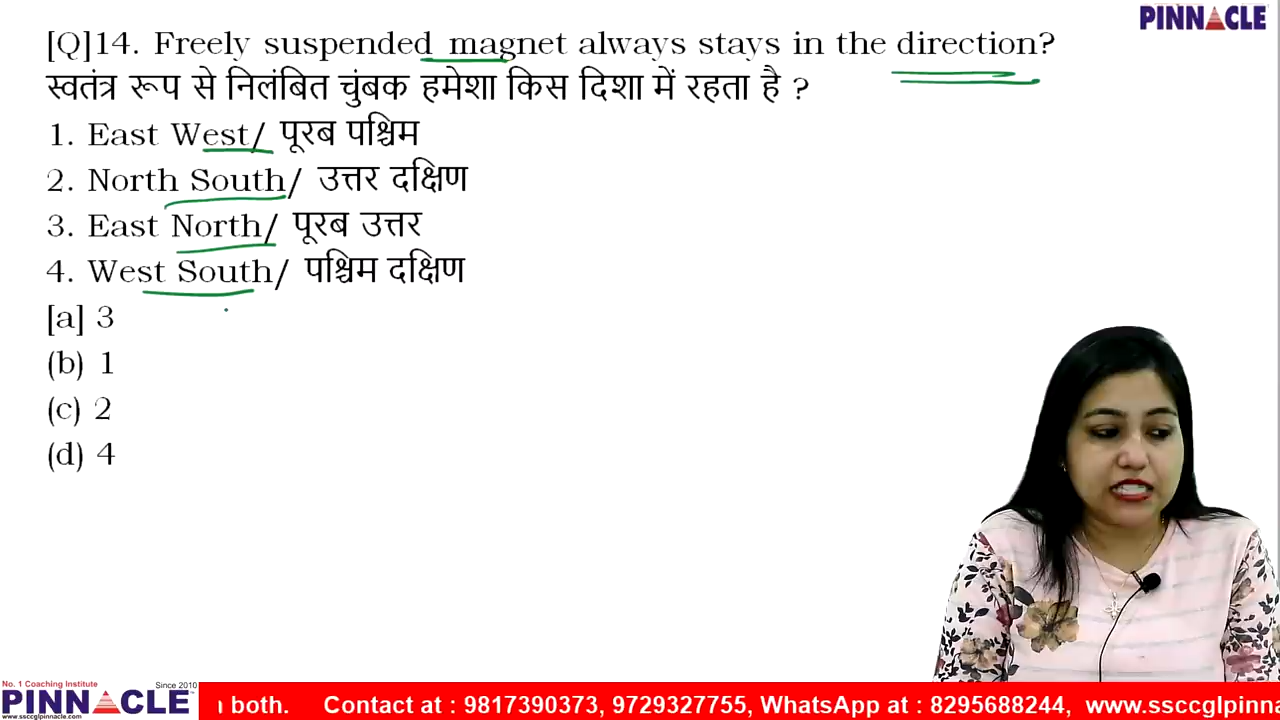 PINNACLE
[Q]14. Freely suspended magnet always stays in the direction?
स्वतंत्र रूप से निलंबित चुंबक हमेशा किस दिशा में रहता है ?
1. East West/ पूरब पश्चिम
2. North South/ उत्तर दक्षिण
3. East North/ पूरब उत्तर
4. West South/ पश्चिम दक्षिण
[a] 3
(b) 1
(c) 2
(d) 4
No. 1 Coaching Institute Since 2010
PINNACLE
www.ssccglpinnacle.com
both. Contact at : 9817390373, 9729327755, WhatsApp at : 8295688244, www.ssccglpinna